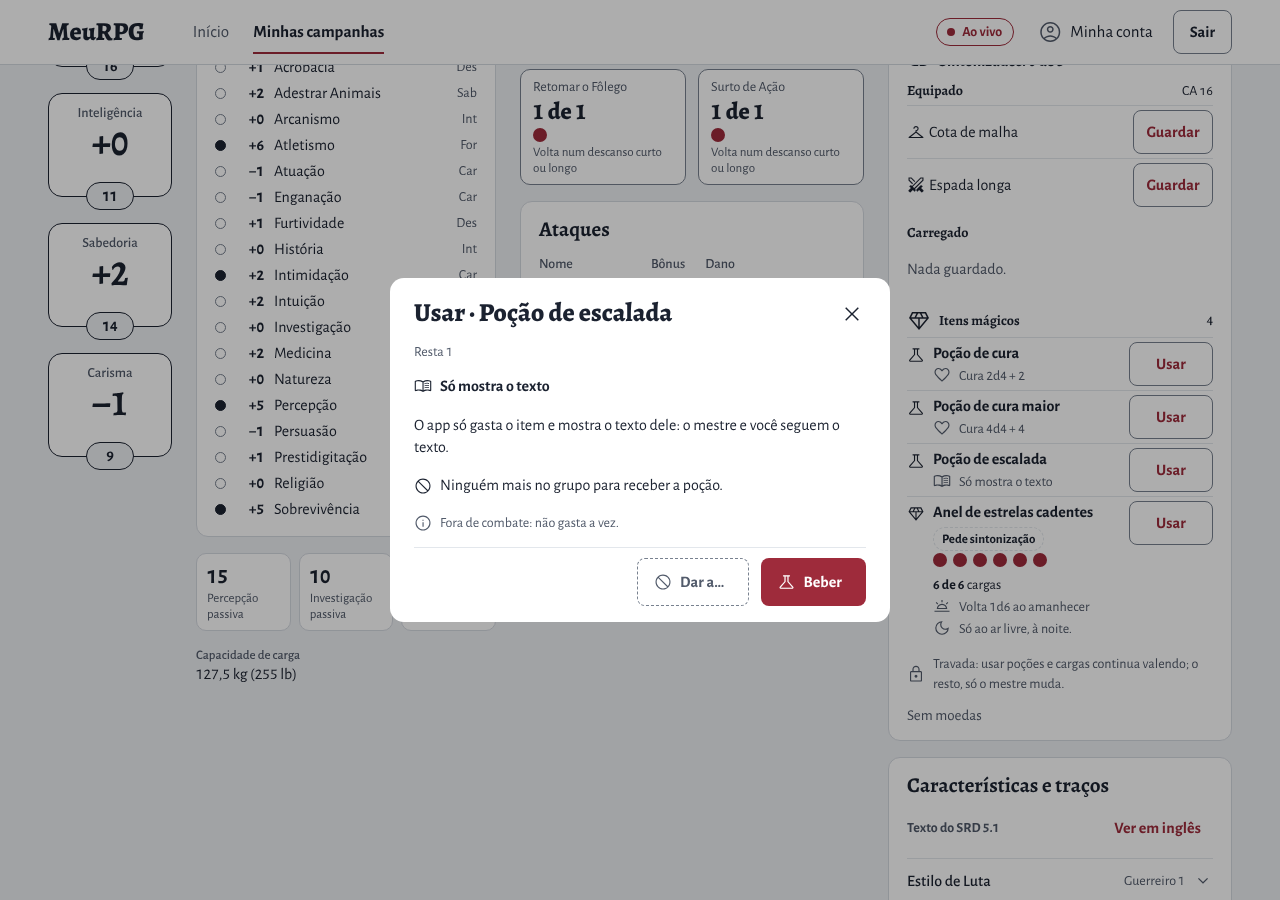 MeuRPG
Início
Minhas campanhas
Ao vivo
Minha conta
Sair
16
Inteligência
+0
11
Sabedoria
+2
14
Carisma
−1
9
+1 Acrobacia Des
+2 Adestrar Animais Sab
+0 Arcanismo Int
+6 Atletismo For
−1 Atuação Car
−1 Enganação Car
+1 Furtividade Des
+0 História Int
+2 Intimidação Car
+2 Intuição
+0 Investigação
+2 Medicina
+0 Natureza
+5 Percepção
−1 Persuasão
+1 Prestidigitação
+0 Religião
+5 Sobrevivência
15
Percepção
passiva
10
Investigação
passiva
Capacidade de carga
127,5 kg (255 lb)
Retomar o Fôlego
1 de 1
Volta num descanso curto
ou longo
Surto de Ação
1 de 1
Volta num descanso curto
ou longo
Ataques
Nome Bônus Dano
Usar · Poção de escalada
Resta 1
Só mostra o texto
O app só gasta o item e mostra o texto dele: o mestre e você seguem o
texto.
Ninguém mais no grupo para receber a poção.
Fora de combate: não gasta a vez.
Dar a…
Beber
Equipado CA 16
Cota de malha Guardar
Espada longa Guardar
Carregado
Nada guardado.
Itens mágicos 4
Poção de cura Usar
Cura 2d4 + 2
Poção de cura maior Usar
Cura 4d4 + 4
Poção de escalada Usar
Só mostra o texto
Anel de estrelas cadentes Usar
Pede sintonização
6 de 6 cargas
Volta 1d6 ao amanhecer
Só ao ar livre, à noite.
Travada: usar poções e cargas continua valendo; o
resto, só o mestre muda.
Sem moedas
Características e traços
Texto do SRD 5.1 Ver em inglês
Estilo de Luta Guerreiro 1